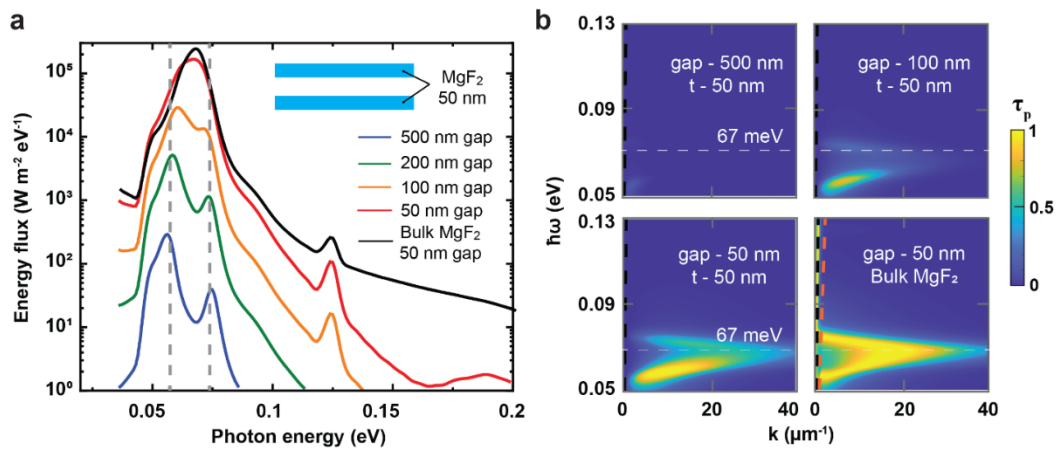 a
Energy flux (W m⁻² eV⁻¹)
10⁵
10⁴
10³
10²
10¹
10⁰
0.05
0.1
0.15
0.2
Photon energy (eV)
MgF₂
50 nm
500 nm gap
200 nm gap
100 nm gap
50 nm gap
Bulk MgF₂
50 nm gap
b
ħω (eV)
0.13
0.09
0.05
gap - 500 nm
t - 50 nm
67 meV
gap - 100 nm
t - 50 nm
0.13
0.09
0.05
gap - 50 nm
t - 50 nm
67 meV
gap - 50 nm
Bulk MgF₂
0
20
0
20
40
k (μm⁻¹)
τp
1
0.5
0